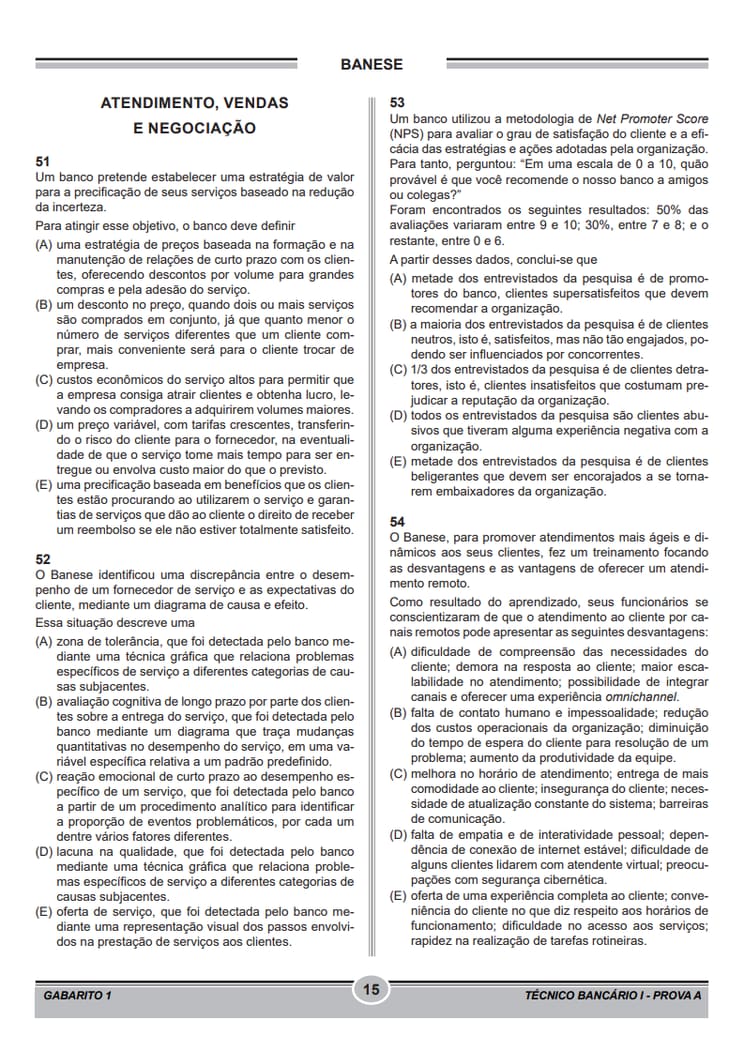 BANESE
ATENDIMENTO, VENDAS
E NEGOCIAÇÃO
51
Um banco pretende estabelecer uma estratégia de valor
para a precificação de seus serviços baseado na redução
da incerteza.
Para atingir esse objetivo, o banco deve definir
(A) uma estratégia de preços baseada na formação e na
manutenção de relações de curto prazo com os clien-
tes, oferecendo descontos por volume para grandes
compras e pela adesão do serviço.
(B) um desconto no preço, quando dois ou mais serviços
são comprados em conjunto, já que quanto menor o
número de serviços diferentes que um cliente com-
prar, mais conveniente será para o cliente trocar de
empresa.
(C) custos econômicos do serviço altos para permitir que
a empresa consiga atrair clientes e obtenha lucro, le-
vando os compradores a adquirirem volumes maiores.
(D) um preço variável, com tarifas crescentes, transferin-
do o risco do cliente para o fornecedor, na eventuali-
dade de que o serviço tome mais tempo para ser en-
tregue ou envolva custo maior do que o previsto.
(E) uma precificação baseada em benefícios que os clien-
tes estão procurando ao utilizarem o serviço e garan-
tias de serviços que dão ao cliente o direito de receber
um reembolso se ele não estiver totalmente satisfeito.
52
O Banese identificou uma discrepância entre o desem-
penho de um fornecedor de serviço e as expectativas do
cliente, mediante um diagrama de causa e efeito.
Essa situação descreve uma
(A) zona de tolerância, que foi detectada pelo banco me-
diante uma técnica gráfica que relaciona problemas
específicos de serviço a diferentes categorias de cau-
sas subjacentes.
(B) avaliação cognitiva de longo prazo por parte dos clien-
tes sobre a entrega do serviço, que foi detectada pelo
banco mediante um diagrama que traça mudanças
quantitativas no desempenho do serviço, em uma va-
riável específica relativa a um padrão predefinido.
(C) reação emocional de curto prazo ao desempenho es-
pecífico de um serviço, que foi detectada pelo banco
a partir de um procedimento analítico para identificar
a proporção de eventos problemáticos, por cada um
dentre vários fatores diferentes.
(D) lacuna na qualidade, que foi detectada pelo banco
mediante uma técnica gráfica que relaciona proble-
mas específicos de serviço a diferentes categorias de
causas subjacentes.
(E) oferta de serviço, que foi detectada pelo banco me-
diante uma representação visual dos passos envolvi-
dos na prestação de serviços aos clientes.
53
Um banco utilizou a metodologia de Net Promoter Score
(NPS) para avaliar o grau de satisfação do cliente e a efi-
cácia das estratégias e ações adotadas pela organização.
Para tanto, perguntou: “Em uma escala de 0 a 10, quão
provável é que você recomende o nosso banco a amigos
ou colegas?”
Foram encontrados os seguintes resultados: 50% das
avaliações variaram entre 9 e 10; 30%, entre 7 e 8; e o
restante, entre 0 e 6.
A partir desses dados, conclui-se que
(A) metade dos entrevistados da pesquisa é de promo-
tores do banco, clientes supersatisfeitos que devem
recomendar a organização.
(B) a maioria dos entrevistados da pesquisa é de clientes
neutros, isto é, satisfeitos, mas não tão engajados, po-
dendo ser influenciados por concorrentes.
(C) 1/3 dos entrevistados da pesquisa é de clientes detra-
tores, isto é, clientes insatisfeitos que costumam pre-
judicar a reputação da organização.
(D) todos os entrevistados da pesquisa são clientes abu-
sivos que tiveram alguma experiência negativa com a
organização.
(E) metade dos entrevistados da pesquisa é de clientes
beligerantes que devem ser encorajados a se torna-
rem embaixadores da organização.
54
O Banese, para promover atendimentos mais ágeis e di-
nâmicos aos seus clientes, fez um treinamento focando
as desvantagens e as vantagens de oferecer um atendi-
mento remoto.
Como resultado do aprendizado, seus funcionários se
conscientizaram de que o atendimento ao cliente por ca-
nais remotos pode apresentar as seguintes desvantagens:
(A) dificuldade de compreensão das necessidades do
cliente; demora na resposta ao cliente; maior esca-
labilidade no atendimento; possibilidade de integrar
canais e oferecer uma experiência omnichannel.
(B) falta de contato humano e impessoalidade; redução
dos custos operacionais da organização; diminuição
do tempo de espera do cliente para resolução de um
problema; aumento da produtividade da equipe.
(C) melhora no horário de atendimento; entrega de mais
comodidade ao cliente; insegurança do cliente; neces-
sidade de atualização constante do sistema; barreiras
de comunicação.
(D) falta de empatia e de interatividade pessoal; depen-
dência de conexão de internet estável; dificuldade de
alguns clientes lidarem com atendente virtual; preocu-
pações com segurança cibernética.
(E) oferta de uma experiência completa ao cliente; conve-
niência do cliente no que diz respeito aos horários de
funcionamento; dificuldade no acesso aos serviços;
rapidez na realização de tarefas rotineiras.
GABARITO 1
15
TÉCNICO BANCÁRIO I - PROVA A